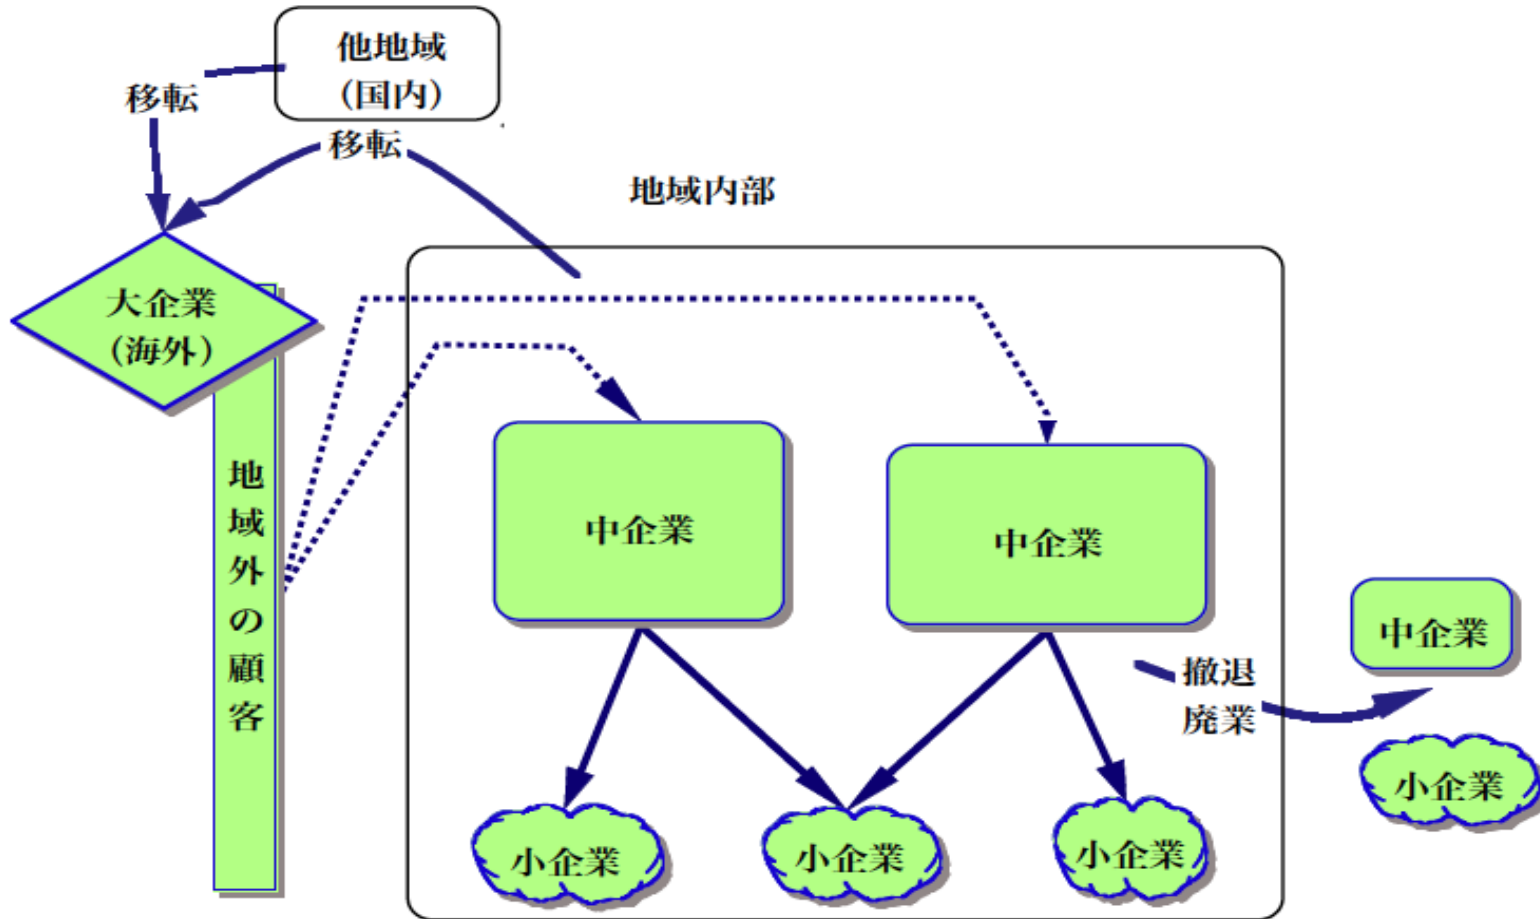 他地域
（国内）
移転
移転
地域内部
大企業
（海外）
地域外の顧客
中企業
中企業
中企業
撤退
廃業
小企業
小企業
小企業
小企業